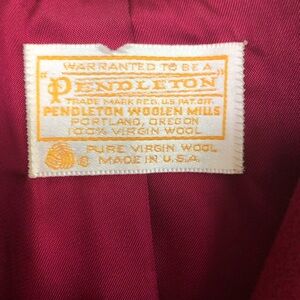 WARRANTED TO BE A
"PENDLETON"
TRADE MARK REG. U.S. PAT. OFF.
PENDLETON WOOLEN MILLS
PORTLAND, OREGON
100% VIRGIN WOOL
PURE VIRGIN WOOL
MADE IN U.S.A.